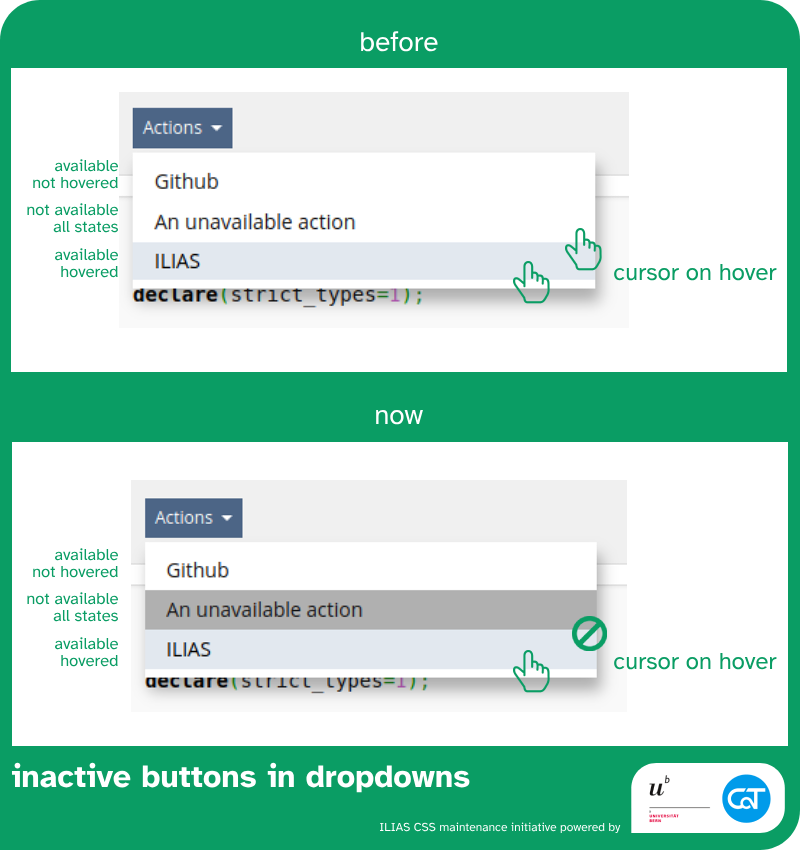 before
Actions
available
not hovered
Github
not available
all states
An unavailable action
available
hovered
ILIAS
cursor on hover
declare(strict_types=1);
now
Actions
available
not hovered
Github
not available
all states
An unavailable action
available
hovered
ILIAS
cursor on hover
declare(strict_types=1);
inactive buttons in dropdowns
ILIAS CSS maintenance initiative powered by
u b
UNIVERSITÄT
BERN
CaT